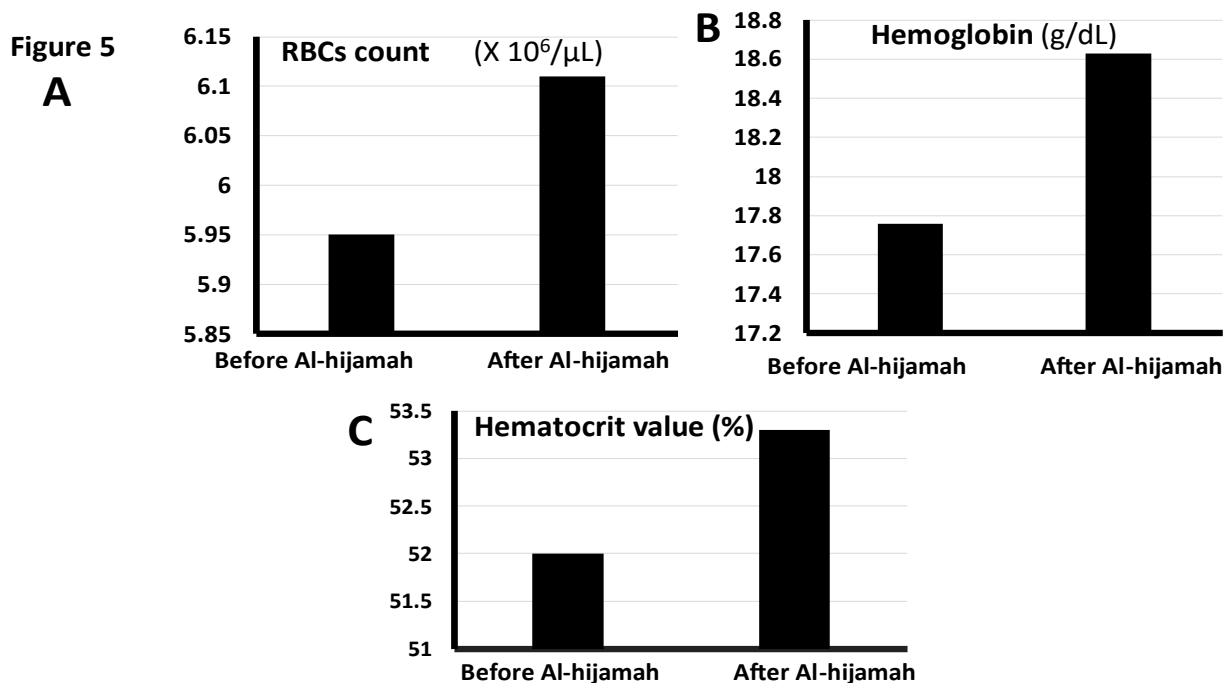 Figure 5
A
RBCs count (X 10⁶/µL)
6.15
6.1
6.05
6
5.95
5.9
5.85
Before Al-hijamah After Al-hijamah
B
Hemoglobin (g/dL)
18.8
18.6
18.4
18.2
18
17.8
17.6
17.4
17.2
Before Al-hijamah After Al-hijamah
C
Hematocrit value (%)
53.5
53
52.5
52
51.5
51
Before Al-hijamah After Al-hijamah